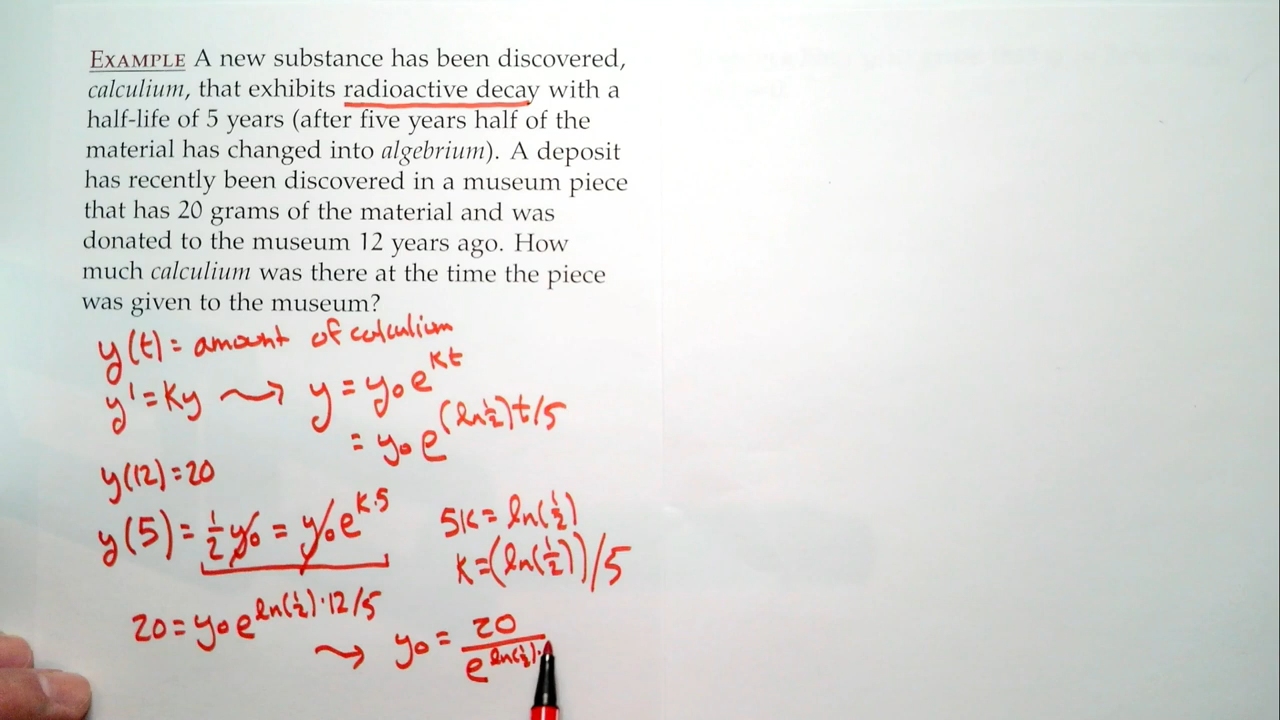 EXAMPLE A new substance has been discovered,
calculium, that exhibits radioactive decay with a
half-life of 5 years (after five years half of the
material has changed into algebrium). A deposit
has recently been discovered in a museum piece
that has 20 grams of the material and was
donated to the museum 12 years ago. How
much calculium was there at the time the piece
was given to the museum?
y(t) = amount of calculium
y' = Ky ⟿ y = y₀e^(Kt)
= y₀e^((ln ½)t/5)
y(12) = 20
y(5) = ½y₀ = y₀e^(K·5)
5K = ln(½)
K = (ln(½))/5
20 = y₀e^(ln(½)·12/5)
⟿ y₀ = 20/e^(ln(½)·